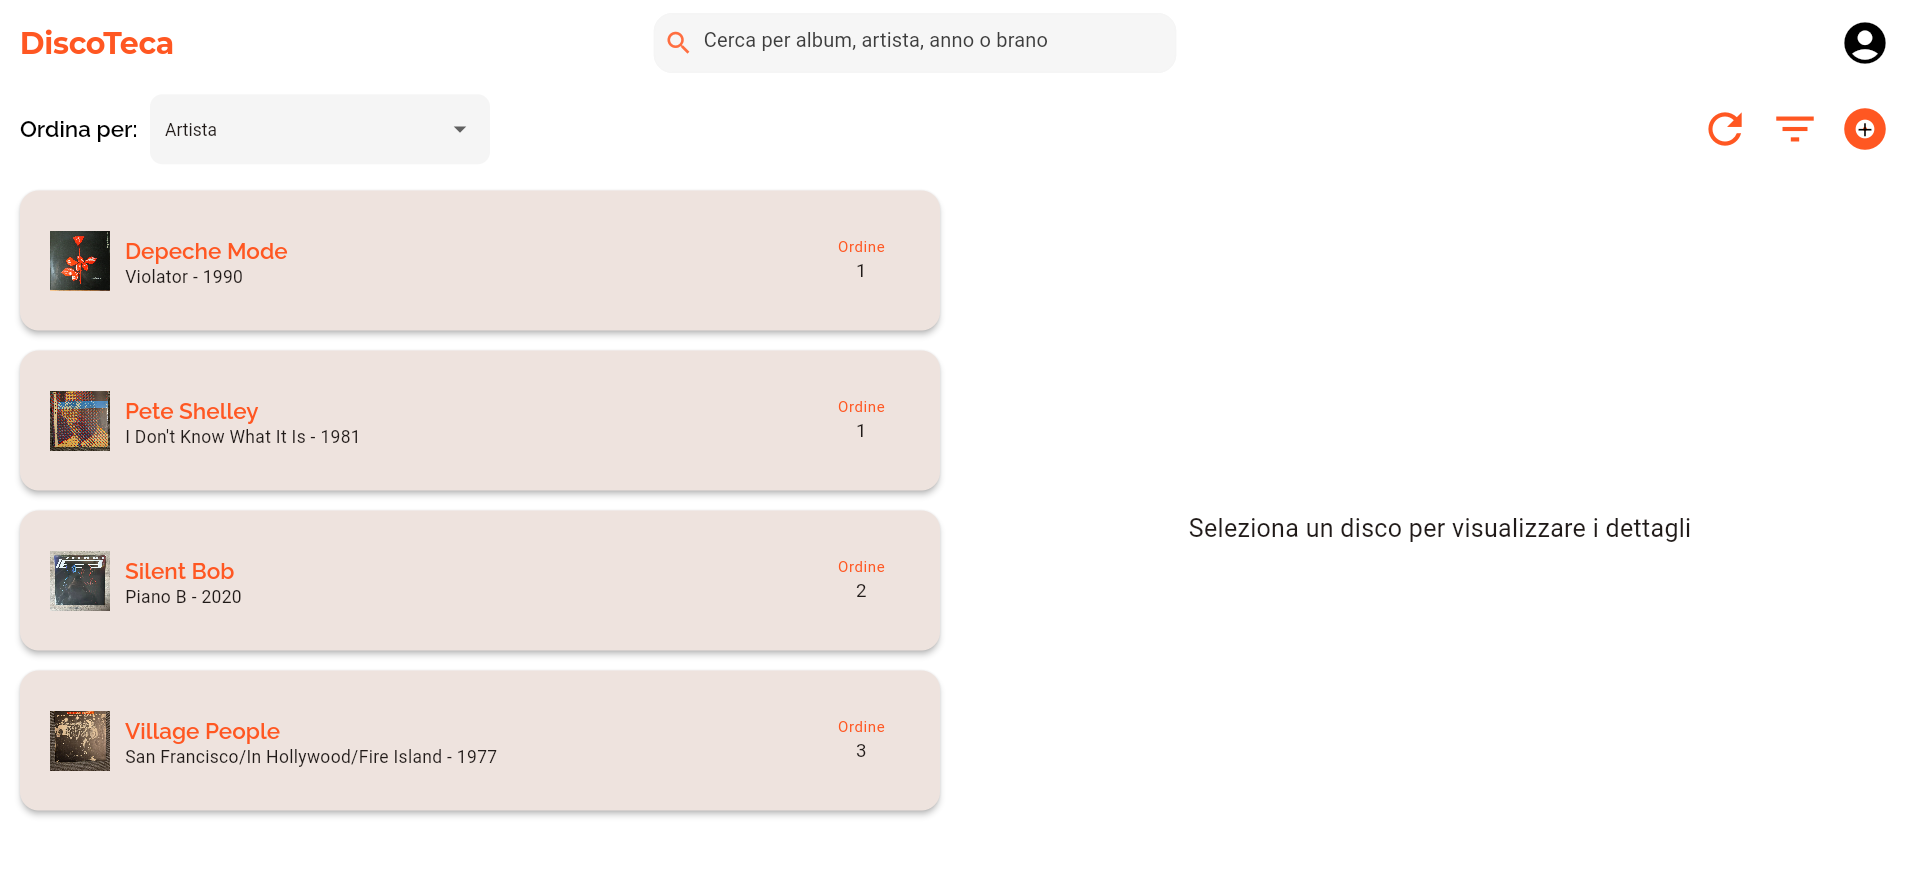 DiscoTeca
Cerca per album, artista, anno o brano
Ordina per:
Artista
Depeche Mode
Violator - 1990
Ordine
1
Pete Shelley
I Don't Know What It Is - 1981
Ordine
1
Silent Bob
Piano B - 2020
Ordine
2
Village People
San Francisco/In Hollywood/Fire Island - 1977
Ordine
3
Seleziona un disco per visualizzare i dettagli